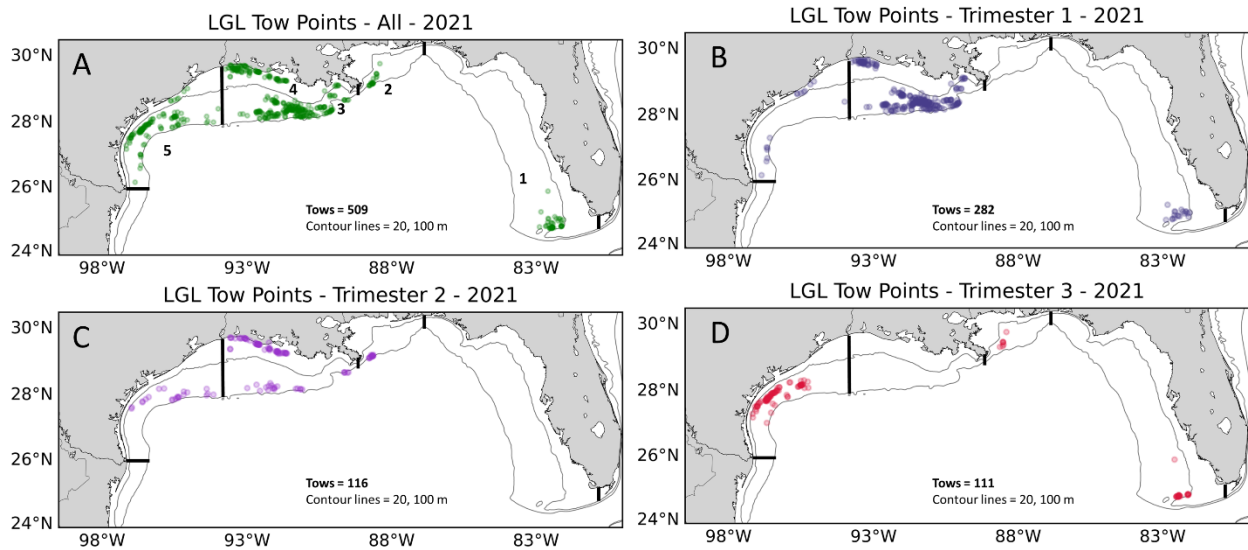 LGL Tow Points - All - 2021
A
30°N
28°N
26°N
24°N
98°W
93°W
88°W
83°W
4
3
2
5
1
Tows = 509
Contour lines = 20, 100 m
LGL Tow Points - Trimester 1 - 2021
B
30°N
28°N
26°N
24°N
98°W
93°W
88°W
83°W
Tows = 282
Contour lines = 20, 100 m
LGL Tow Points - Trimester 2 - 2021
C
30°N
28°N
26°N
24°N
98°W
93°W
88°W
83°W
Tows = 116
Contour lines = 20, 100 m
LGL Tow Points - Trimester 3 - 2021
D
30°N
28°N
26°N
24°N
98°W
93°W
88°W
83°W
Tows = 111
Contour lines = 20, 100 m